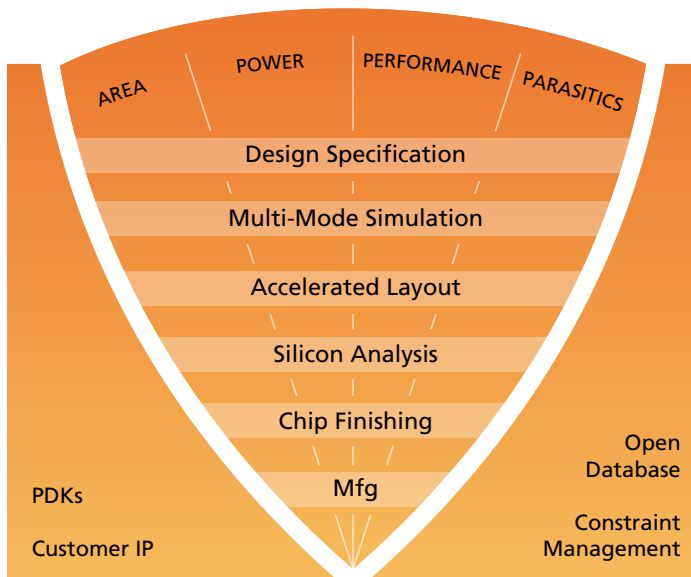 AREA
POWER
PERFORMANCE
PARASITICS
Design Specification
Multi-Mode Simulation
Accelerated Layout
Silicon Analysis
Chip Finishing
Mfg
PDKs
Customer IP
Open
Database
Constraint
Management